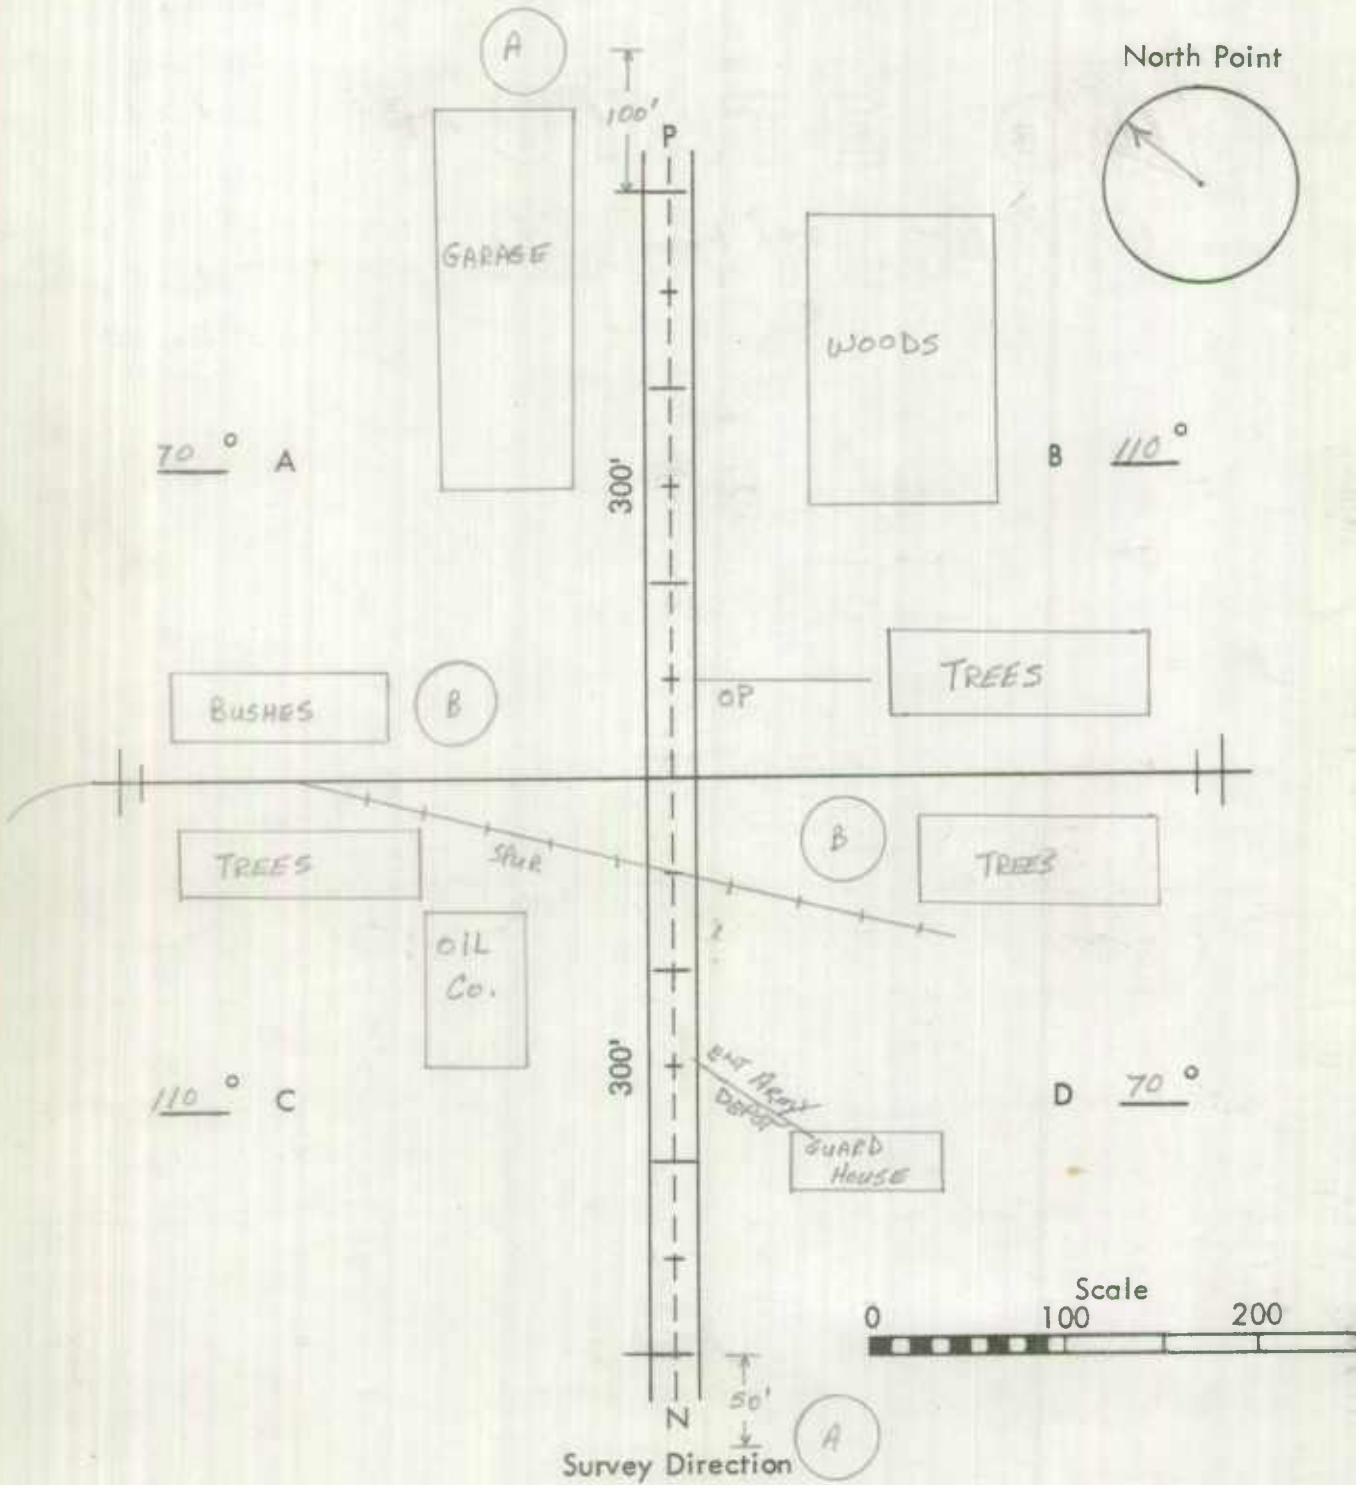 A
North Point
100'
P
GARAGE
WOODS
70 ° A
B 110 °
300'
TREES
BUSHES
B
OP
B
TREES
SPUR
TREES
OIL
Co.
300'
ENT
DEPOT
110 ° C
D 70 °
GUARD
HOUSE
Scale
0 100 200
50'
N
A
Survey Direction